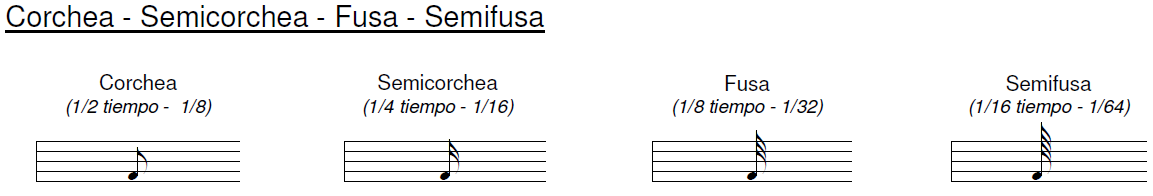 Corchea - Semicorchea - Fusa - Semifusa
Corchea
(1/2 tiempo - 1/8)
Semicorchea
(1/4 tiempo - 1/16)
Fusa
(1/8 tiempo - 1/32)
Semifusa
(1/16 tiempo - 1/64)